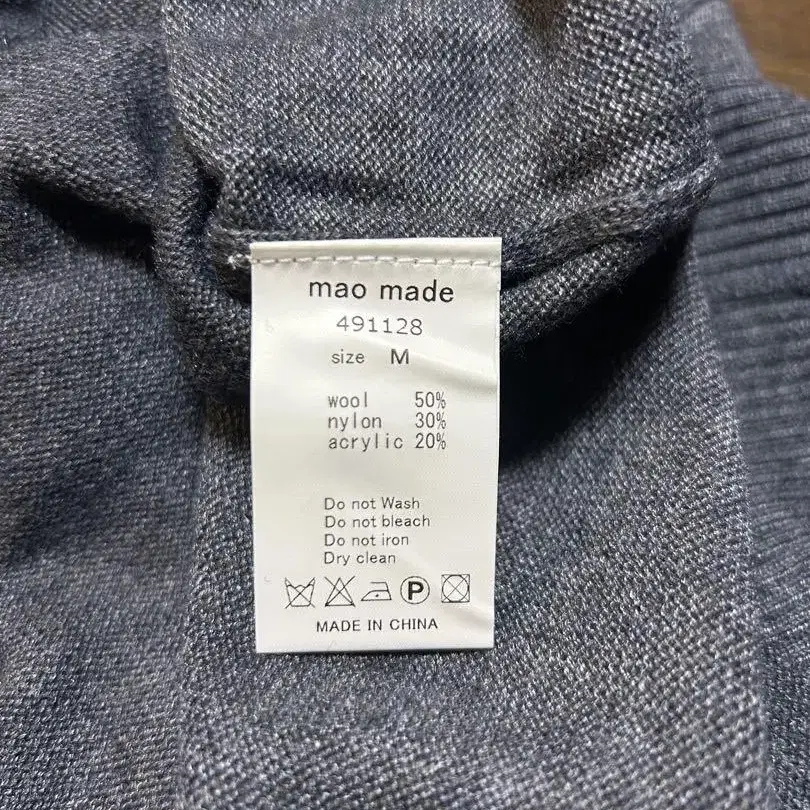 mao made
491128
size M
wool 50%
nylon 30%
acrylic 20%
Do not Wash
Do not bleach
Do not iron
Dry clean
P
MADE IN CHINA